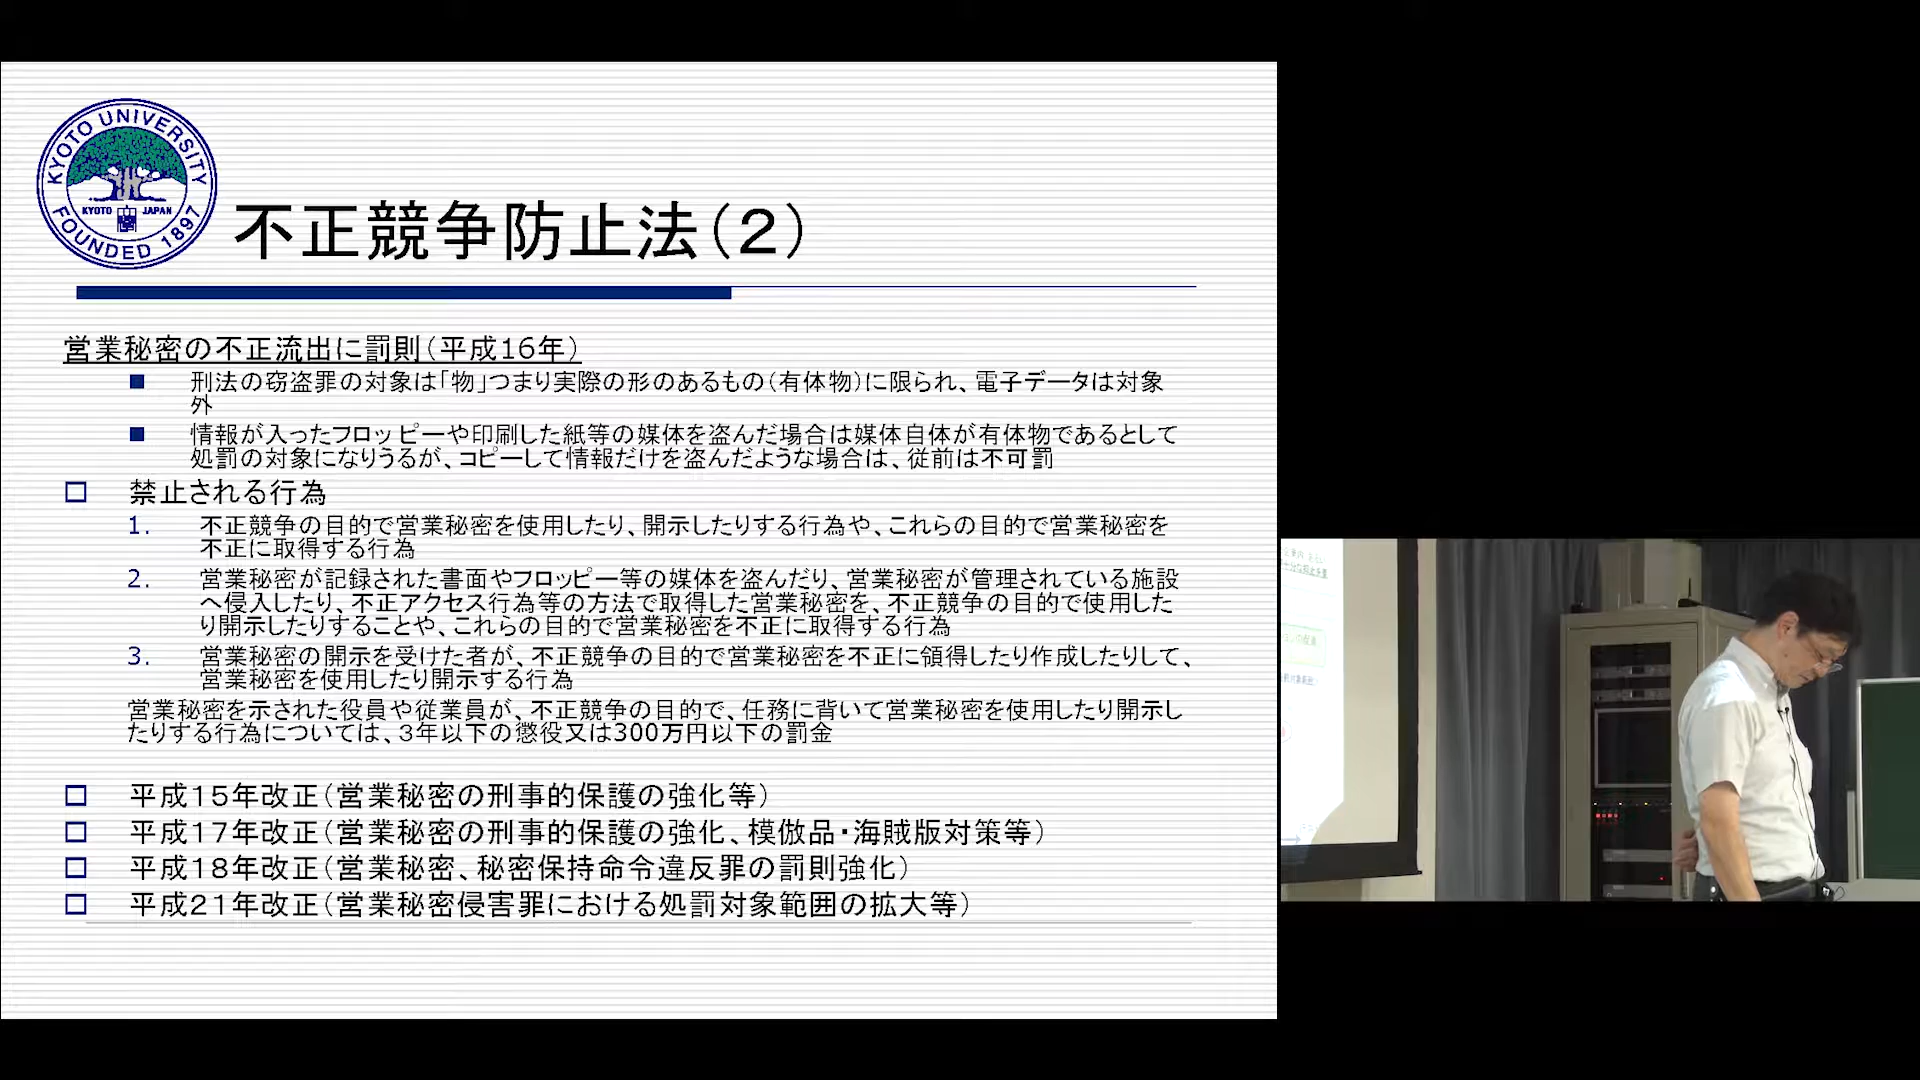 KYOTO UNIVERSITY
KYOTO JAPAN
FOUNDED 1897
不正競争防止法（２）
営業秘密の不正流出に罰則（平成16年）
刑法の窃盗罪の対象は「物」つまり実際の形のあるもの（有体物）に限られ、電子データは対象
外
情報が入ったフロッピーや印刷した紙等の媒体を盗んだ場合は媒体自体が有体物であるとして
処罰の対象になりうるが、コピーして情報だけを盗んだような場合は、従前は不可罰
禁止される行為
1. 不正競争の目的で営業秘密を使用したり、開示したりする行為や、これらの目的で営業秘密を
不正に取得する行為
2. 営業秘密が記録された書面やフロッピー等の媒体を盗んだり、営業秘密が管理されている施設
へ侵入したり、不正アクセス行為等の方法で取得した営業秘密を、不正競争の目的で使用した
り開示したりすることや、これらの目的で営業秘密を不正に取得する行為
3. 営業秘密の開示を受けた者が、不正競争の目的で営業秘密を不正に領得したり作成したりして、
営業秘密を使用したり開示する行為
営業秘密を示された役員や従業員が、不正競争の目的で、任務に背いて営業秘密を使用したり開示し
たりする行為については、３年以下の懲役又は300万円以下の罰金
平成１５年改正（営業秘密の刑事的保護の強化等）
平成１７年改正（営業秘密の刑事的保護の強化、模倣品・海賊版対策等）
平成１８年改正（営業秘密、秘密保持命令違反罪の罰則強化）
平成２１年改正（営業秘密侵害罪における処罰対象範囲の拡大等）